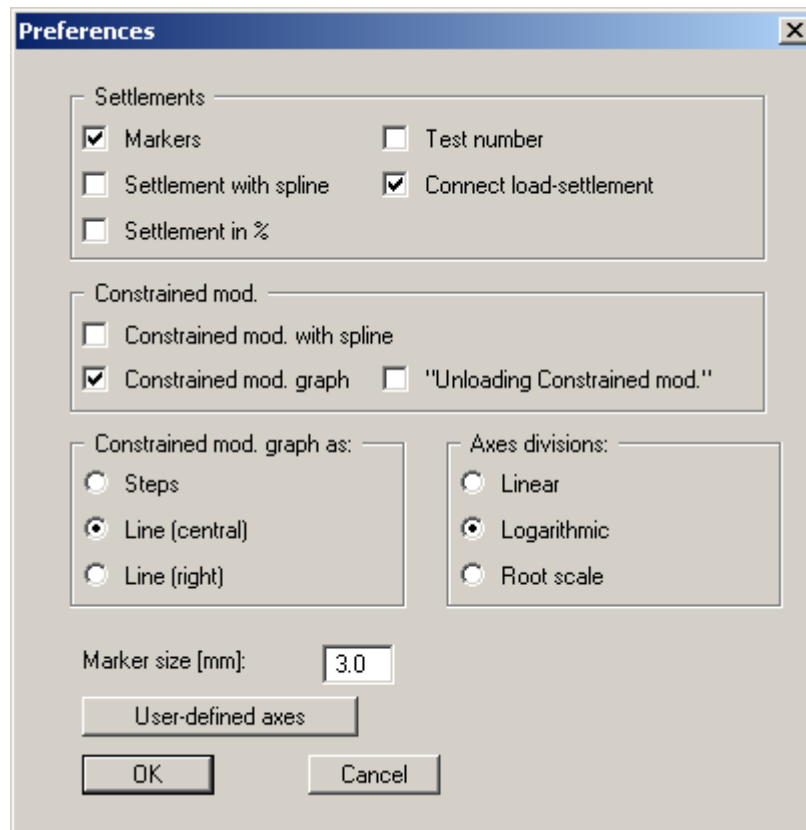 Preferences
Settlements
Markers
Test number
Settlement with spline
Connect load-settlement
Settlement in %
Constrained mod.
Constrained mod. with spline
Constrained mod. graph
"Unloading Constrained mod."
Constrained mod. graph as:
Steps
Line (central)
Line (right)
Axes divisions:
Linear
Logarithmic
Root scale
Marker size [mm]:
3.0
User-defined axes
OK
Cancel